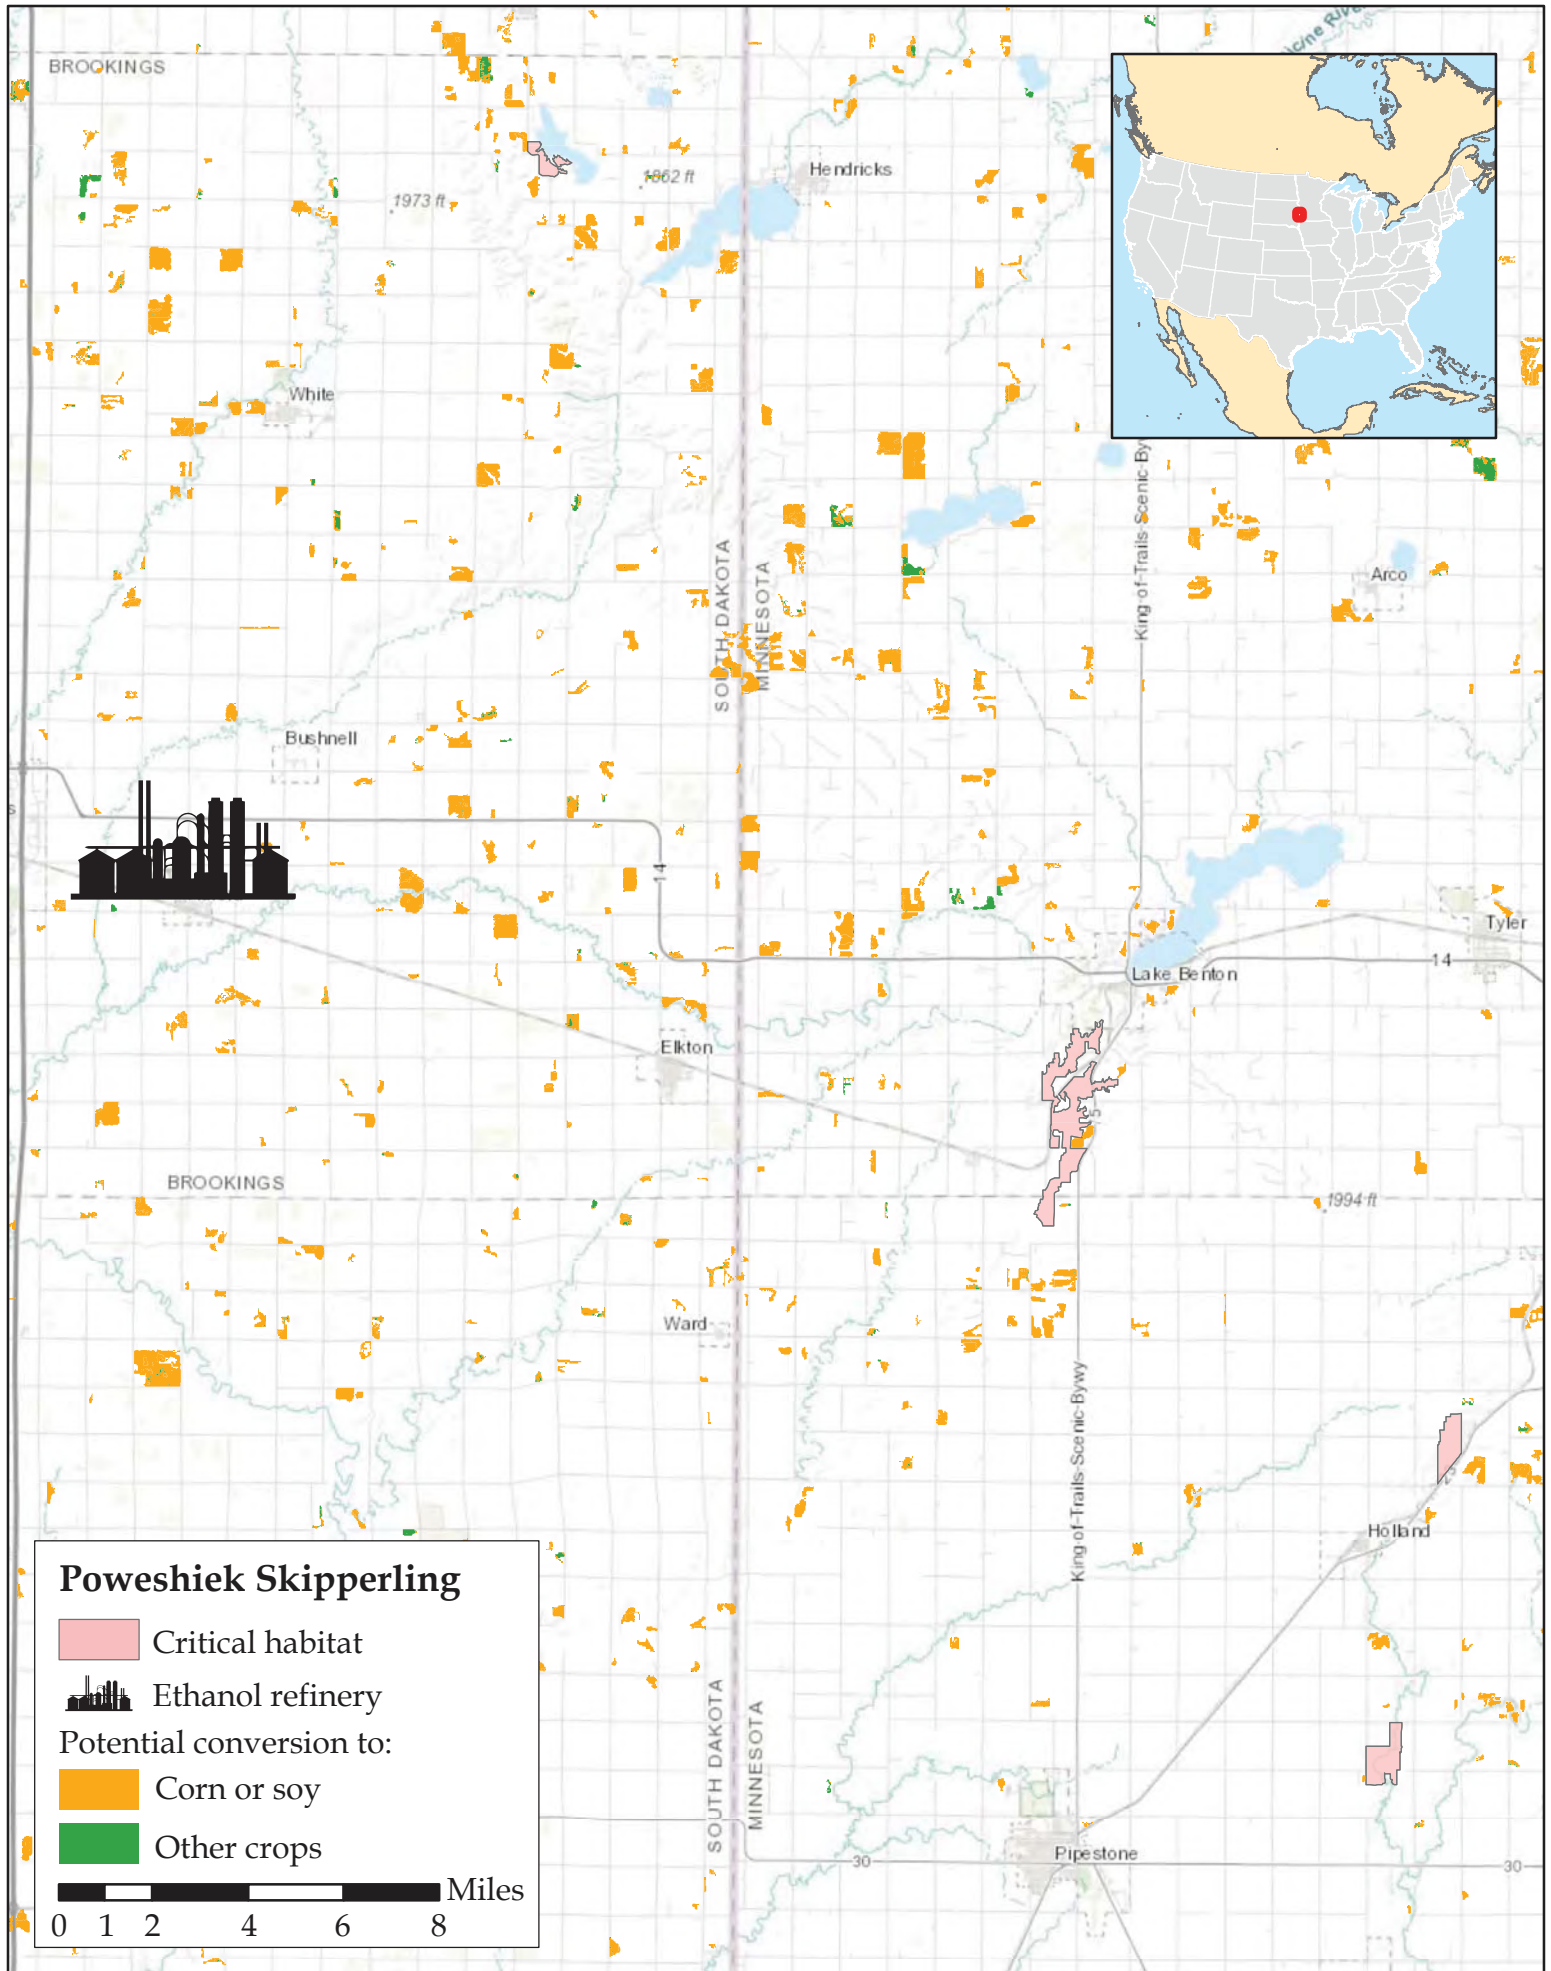 BROOKINGS
Hendricks
1862 ft
1973 ft
White
King-of-Trails-Scenic-By
SOUTH DAKOTA
MINNESOTA
Arco
Bushnell
s
14
Tyler
14
Lake Benton
Elkton
BROOKINGS
1994 ft
Ward
King-of-Trails-Scenic-Bywy
Holland
SOUTH DAKOTA
MINNESOTA
Pipestone
30
30
Poweshiek Skipperling
Critical habitat
Ethanol refinery
Potential conversion to:
Corn or soy
Other crops
Miles
0 1 2 4 6 8